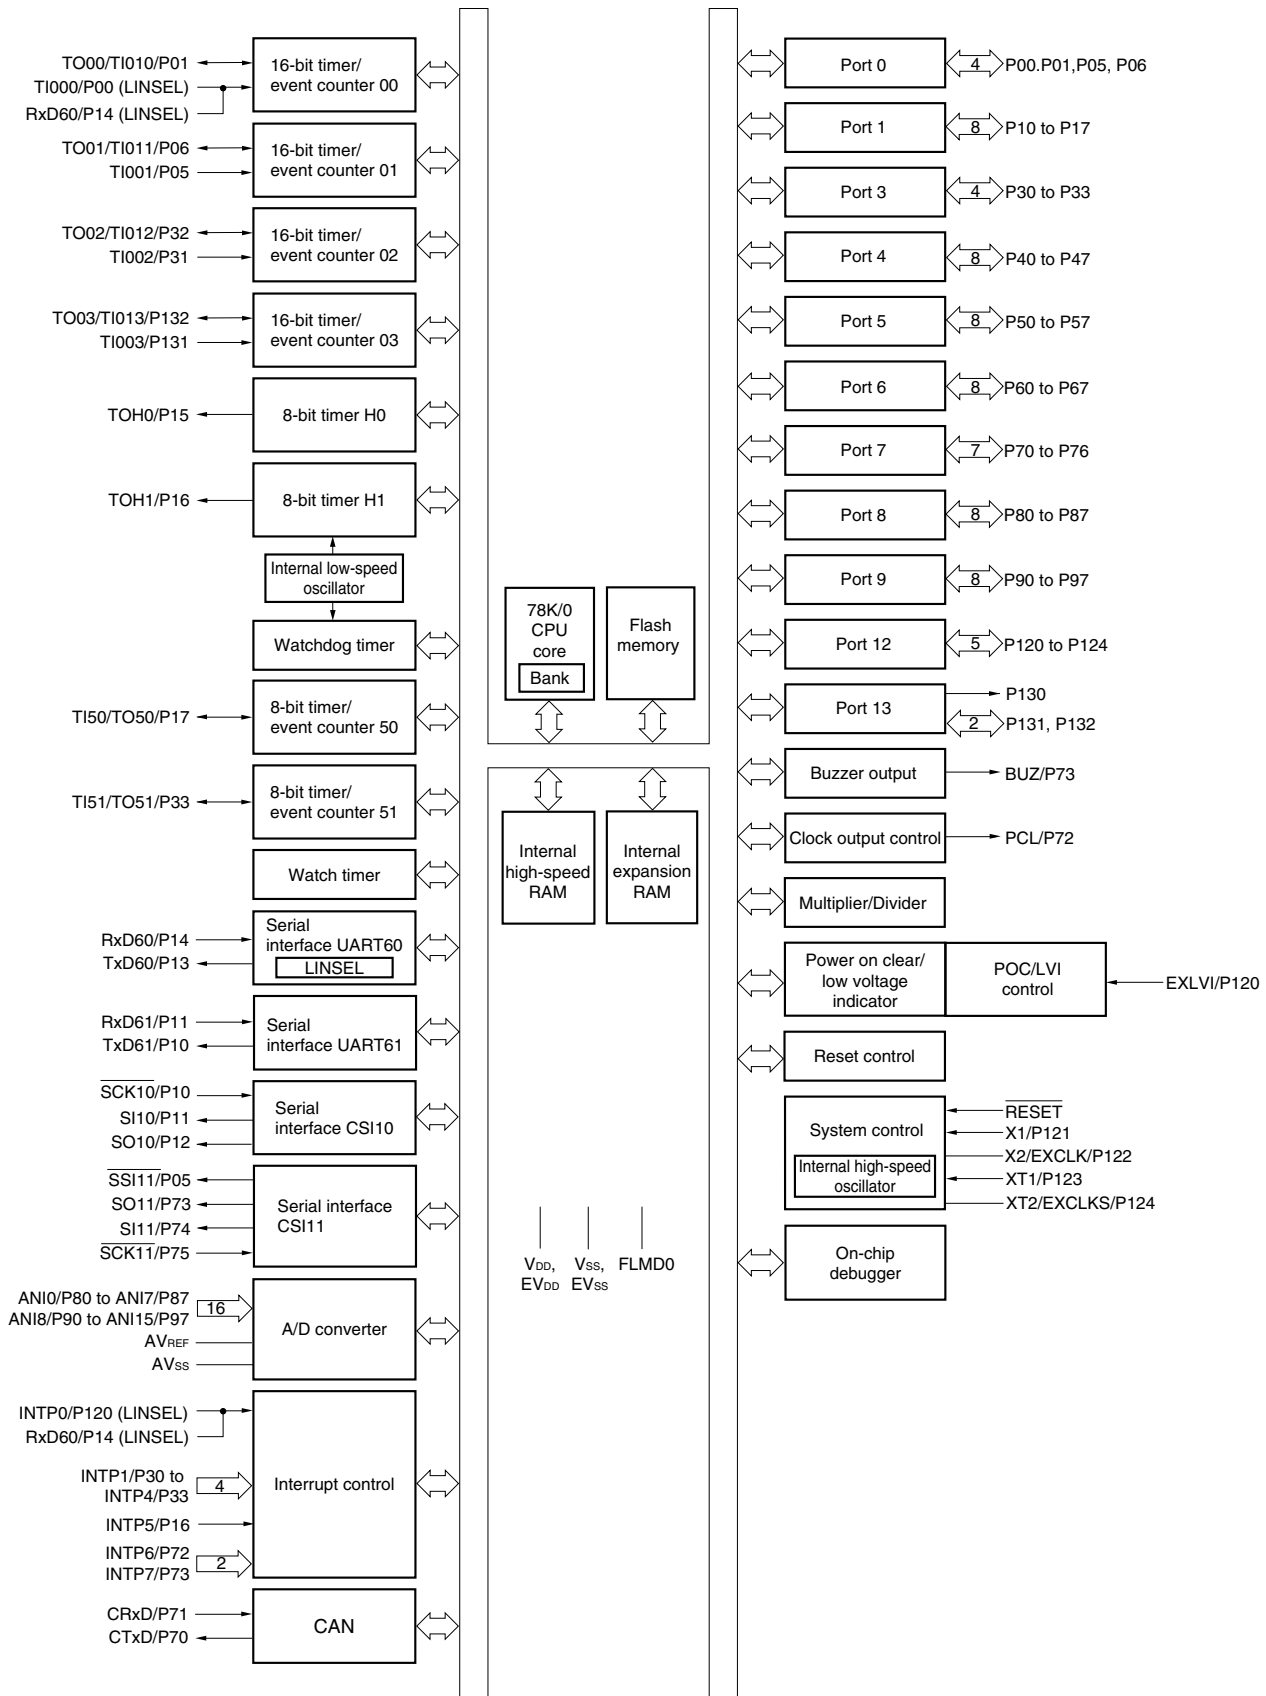 TO00/TI010/P01
TI000/P00 (LINSEL)
RxD60/P14 (LINSEL)
16-bit timer/
event counter 00
TO01/TI011/P06
TI001/P05
16-bit timer/
event counter 01
TO02/TI012/P32
TI002/P31
16-bit timer/
event counter 02
TO03/TI013/P132
TI003/P131
16-bit timer/
event counter 03
TOH0/P15
8-bit timer H0
TOH1/P16
8-bit timer H1
Internal low-speed
oscillator
Watchdog timer
TI50/TO50/P17
8-bit timer/
event counter 50
TI51/TO51/P33
8-bit timer/
event counter 51
Watch timer
RxD60/P14
TxD60/P13
Serial
interface UART60
LINSEL
RxD61/P11
TxD61/P10
Serial
interface UART61
SCK10/P10
SI10/P11
SO10/P12
Serial
interface CSI10
SSI11/P05
SO11/P73
SI11/P74
SCK11/P75
Serial interface
CSI11
ANI0/P80 to ANI7/P87
ANI8/P90 to ANI15/P97
16
AVREF
AVSS
A/D converter
INTP0/P120 (LINSEL)
RxD60/P14 (LINSEL)
INTP1/P30 to
INTP4/P33
4
INTP5/P16
INTP6/P72
INTP7/P73
2
Interrupt control
CRxD/P71
CTxD/P70
CAN
78K/0
CPU
core
Bank
Flash
memory
Internal
high-speed
RAM
Internal
expansion
RAM
VDD,
EVDD
VSS,
EVSS
FLMD0
Port 0
4
P00.P01,P05, P06
Port 1
8
P10 to P17
Port 3
4
P30 to P33
Port 4
8
P40 to P47
Port 5
8
P50 to P57
Port 6
8
P60 to P67
Port 7
7
P70 to P76
Port 8
8
P80 to P87
Port 9
8
P90 to P97
Port 12
5
P120 to P124
Port 13
P130
2
P131, P132
Buzzer output
BUZ/P73
Clock output control
PCL/P72
Multiplier/Divider
Power on clear/
low voltage
indicator
POC/LVI
control
EXLVI/P120
Reset control
System control
Internal high-speed
oscillator
RESET
X1/P121
X2/EXCLK/P122
XT1/P123
XT2/EXCLKS/P124
On-chip
debugger